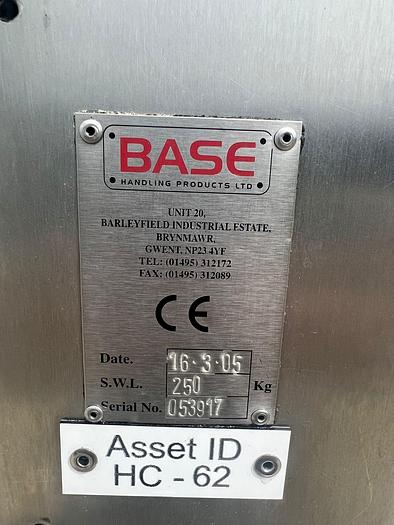 BASE
HANDLING PRODUCTS LTD
UNIT 20,
BARLEYFIELD INDUSTRIAL ESTATE,
BRYNMAWR,
GWENT, NP23 4YF
TEL: (01495) 312172
FAX: (01495) 312089
CE
Date. 16·3·05
S.W.L. 250 Kg
Serial No. 053917
Asset ID
HC - 62